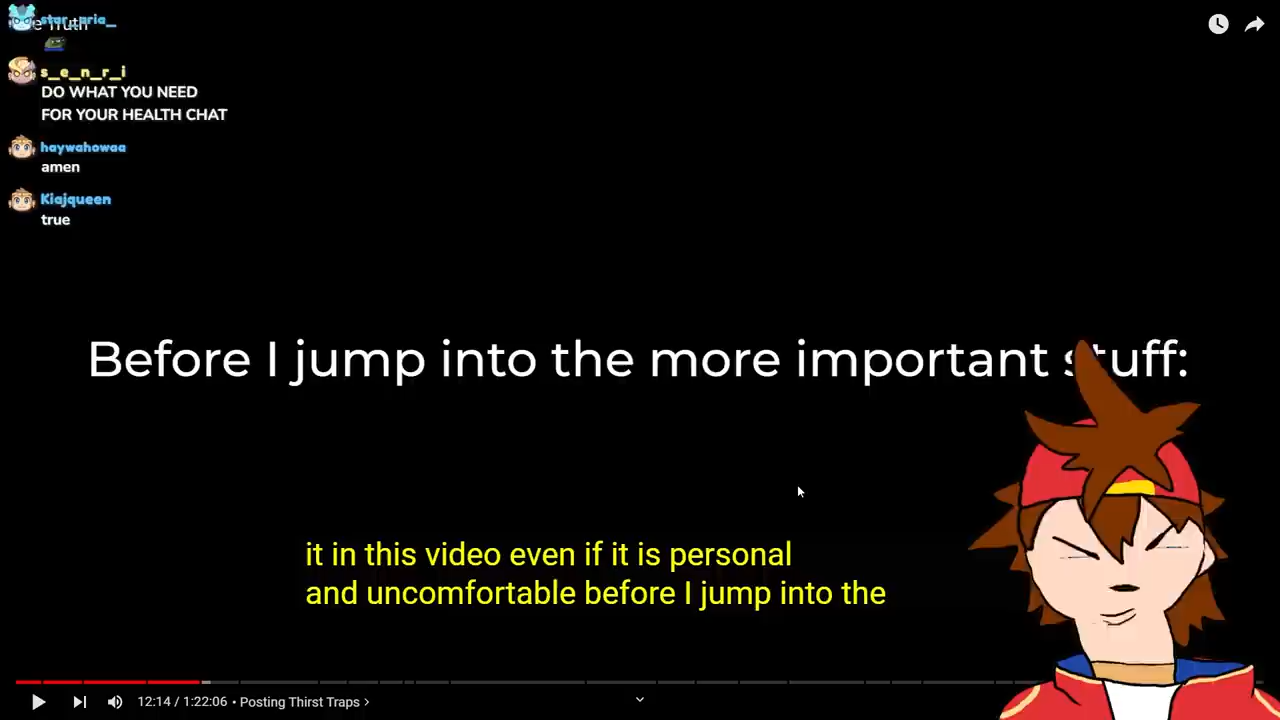 Truth
star_aria_
s_e_n_r_i
DO WHAT YOU NEED
FOR YOUR HEALTH CHAT
haywahowaa
amen
Kiajqueen
true
Before I jump into the more important stuff:
it in this video even if it is personal
and uncomfortable before I jump into the
12:14 / 1:22:06 • Posting Thirst Traps >